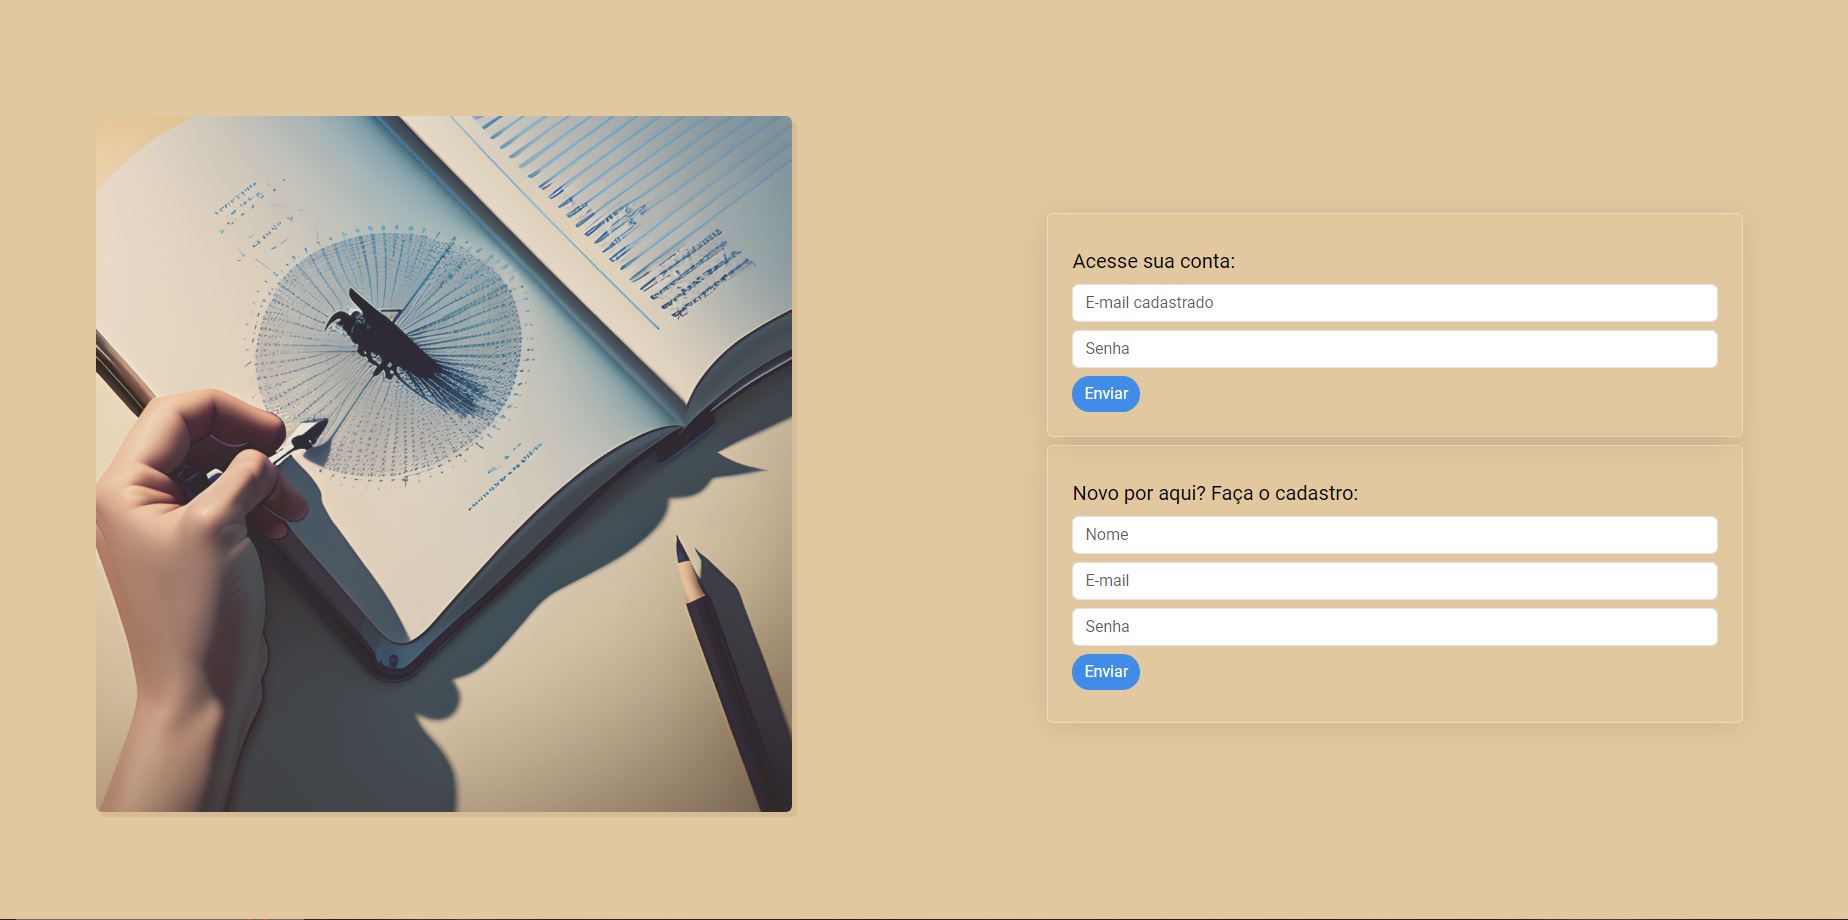 Acesse sua conta:
E-mail cadastrado
Senha
Enviar
Novo por aqui? Faça o cadastro:
Nome
E-mail
Senha
Enviar